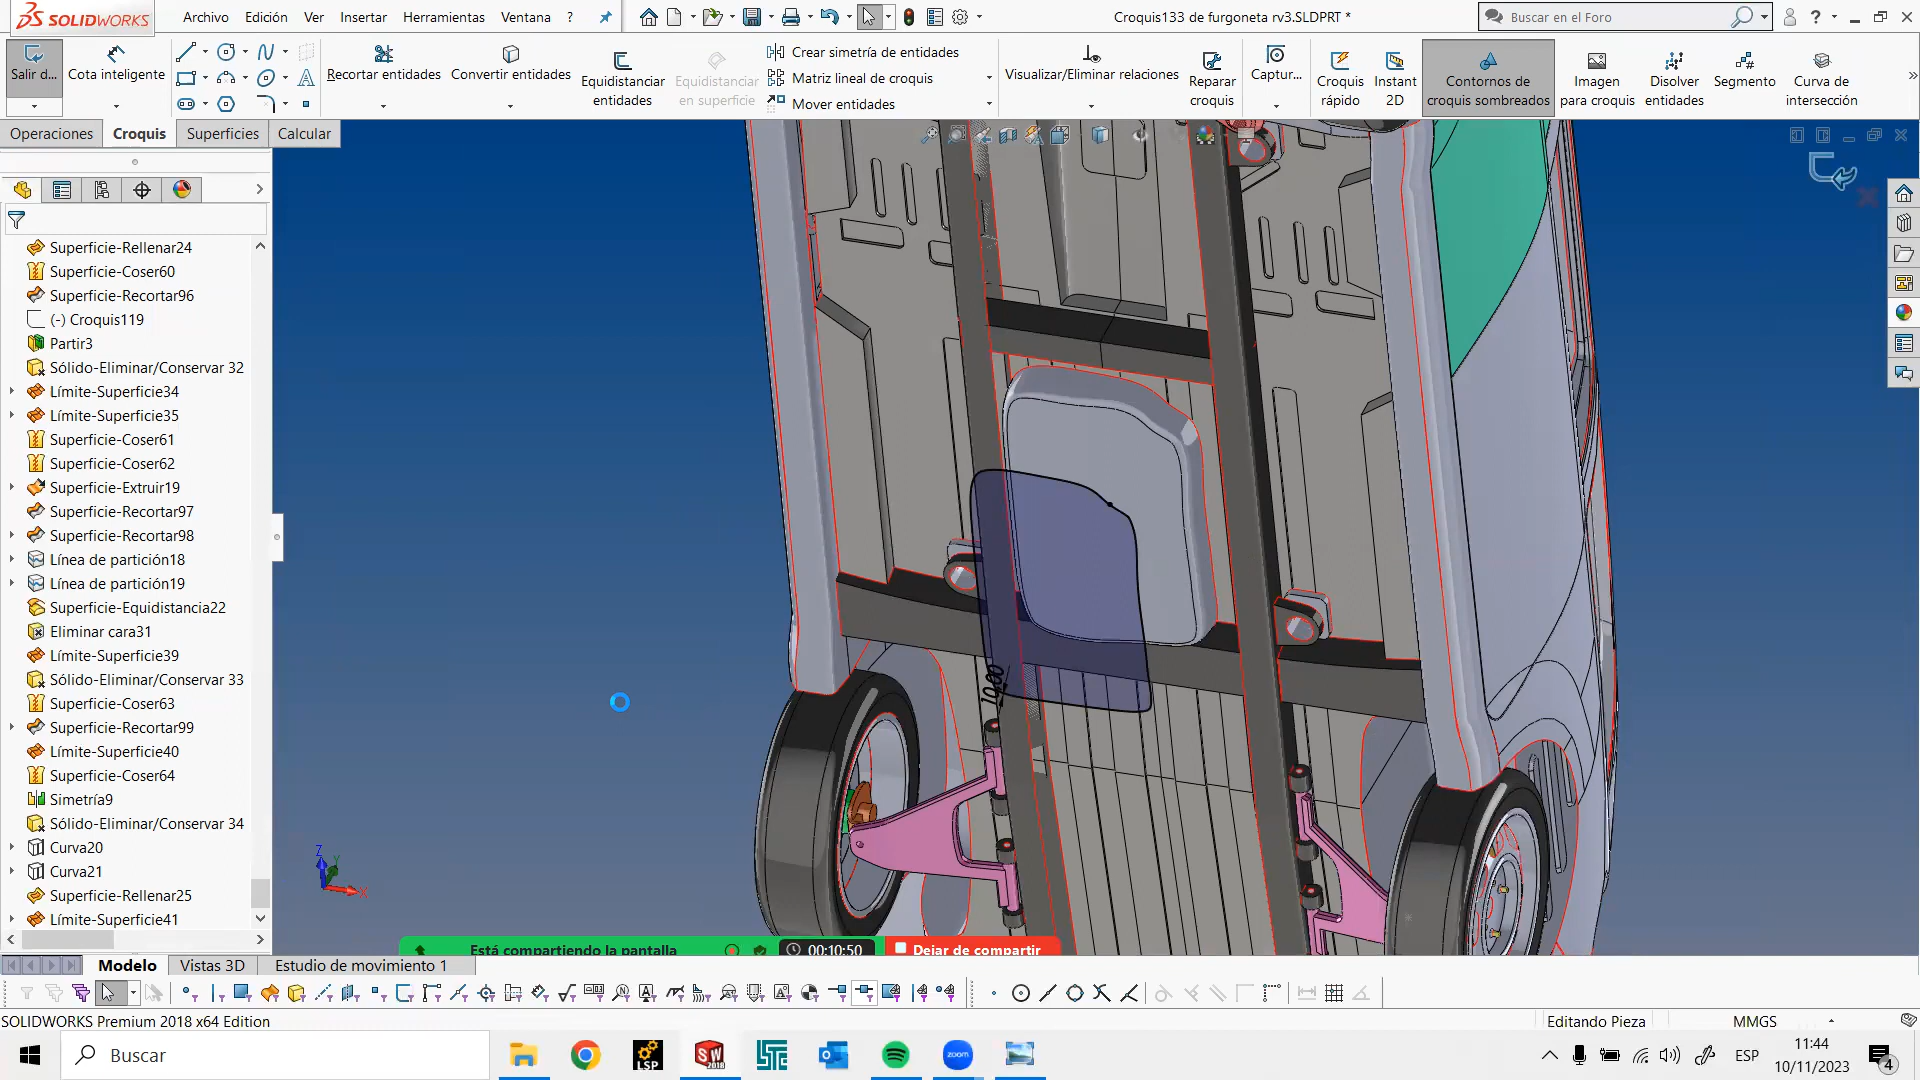 SOLIDWORKS
Archivo Edición Ver Insertar Herramientas Ventana ?
Croquis133 de furgoneta rv3.SLDPRT *
Buscar en el Foro
Salir d...
Cota inteligente
Recortar entidades
Convertir entidades
Equidistanciar entidades
Equidistanciar en superficie
Crear simetría de entidades
Matriz lineal de croquis
Mover entidades
Visualizar/Eliminar relaciones
Reparar croquis
Captur...
Croquis rápido
Instant 2D
Contornos de croquis sombreados
Imagen para croquis
Disolver entidades
Segmento
Curva de intersección
Operaciones Croquis Superficies Calcular
Superficie-Rellenar24
Superficie-Coser60
Superficie-Recortar96
(-) Croquis119
Partir3
Sólido-Eliminar/Conservar 32
Límite-Superficie34
Límite-Superficie35
Superficie-Coser61
Superficie-Coser62
Superficie-Extruir19
Superficie-Recortar97
Superficie-Recortar98
Línea de partición18
Línea de partición19
Superficie-Equidistancia22
Eliminar cara31
Límite-Superficie39
Sólido-Eliminar/Conservar 33
Superficie-Coser63
Superficie-Recortar99
Límite-Superficie40
Superficie-Coser64
Simetría9
Sólido-Eliminar/Conservar 34
Curva20
Curva21
Superficie-Rellenar25
Límite-Superficie41
10,00
Z
Y
X
Está compartiendo la pantalla
00:10:50
Dejar de compartir
Modelo Vistas 3D Estudio de movimiento 1
SOLIDWORKS Premium 2018 x64 Edition
Editando Pieza
MMGS
Buscar
LSP
SW
2018
zoom
ESP
11:44
10/11/2023
4